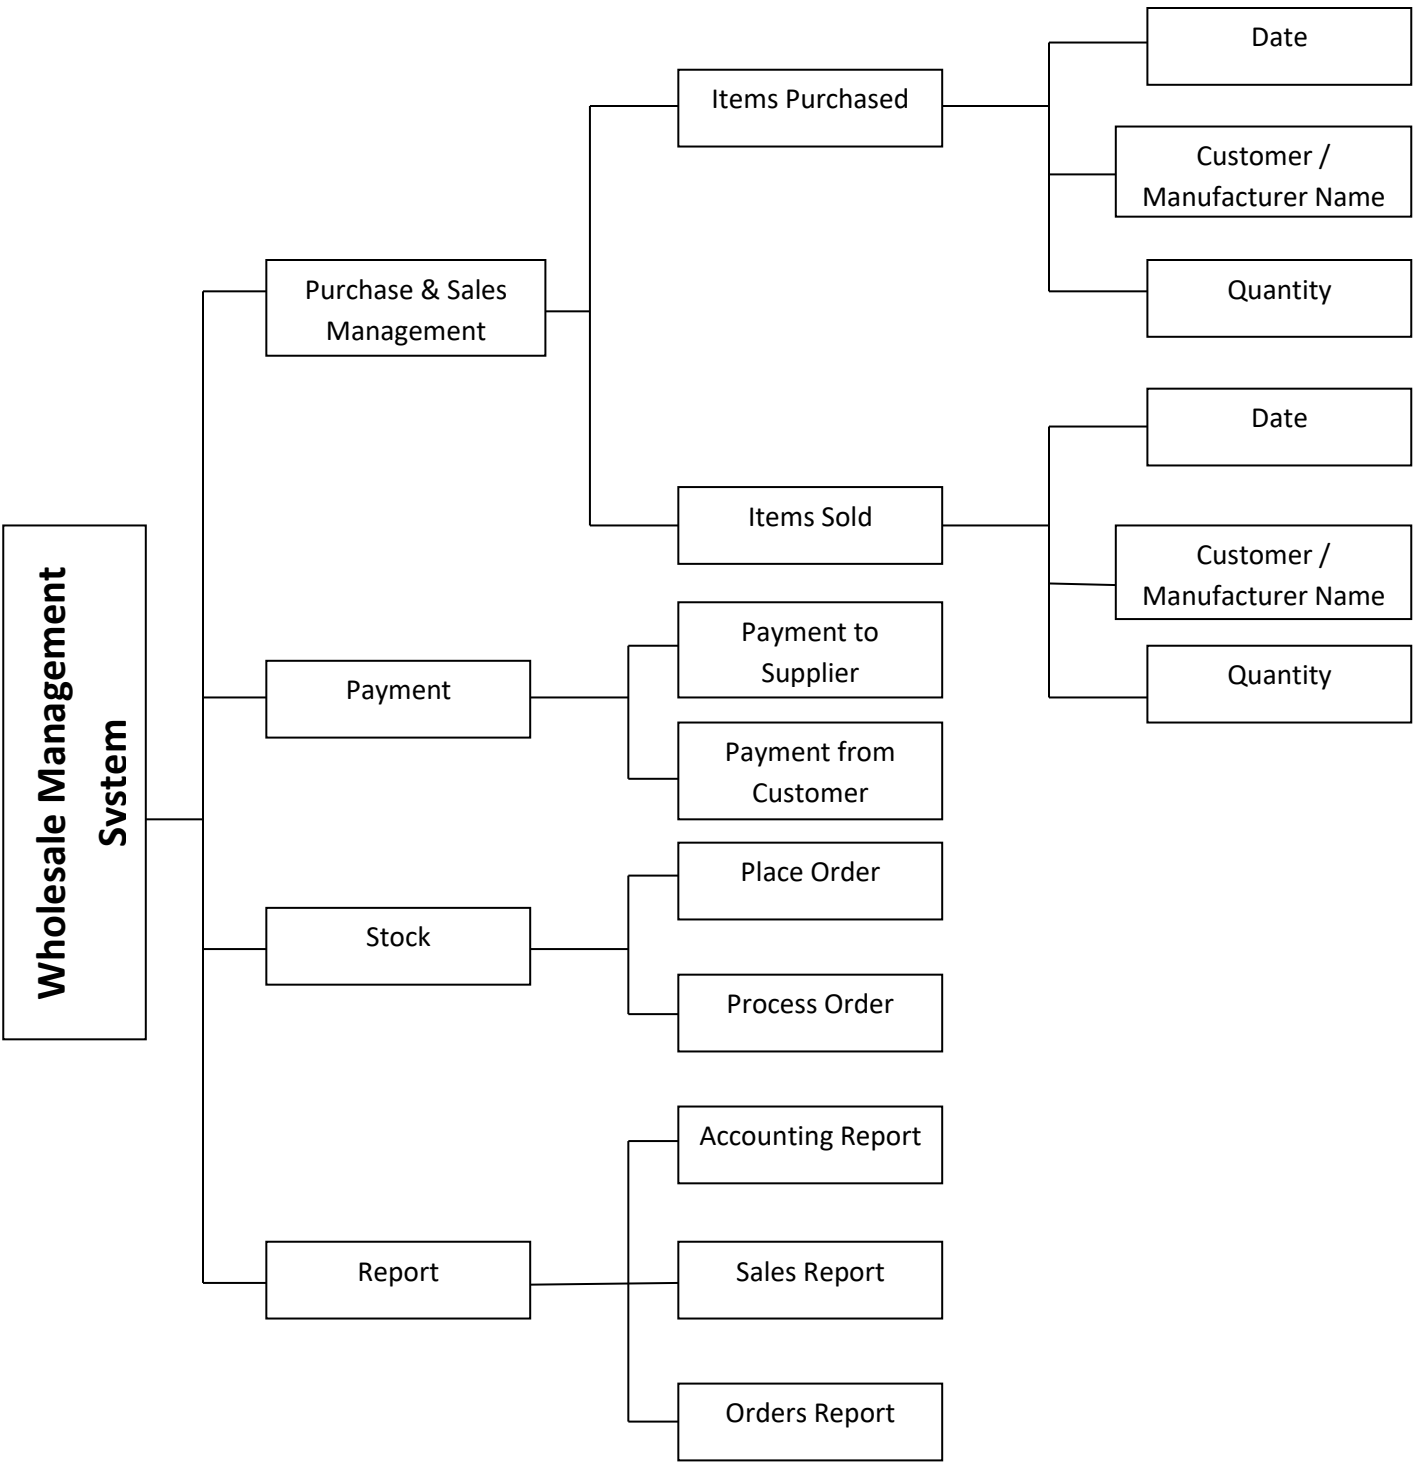 Wholesale Management
System
Purchase & Sales
Management
Items Purchased
Date
Customer /
Manufacturer Name
Quantity
Items Sold
Date
Customer /
Manufacturer Name
Quantity
Payment
Payment to
Supplier
Payment from
Customer
Stock
Place Order
Process Order
Report
Accounting Report
Sales Report
Orders Report